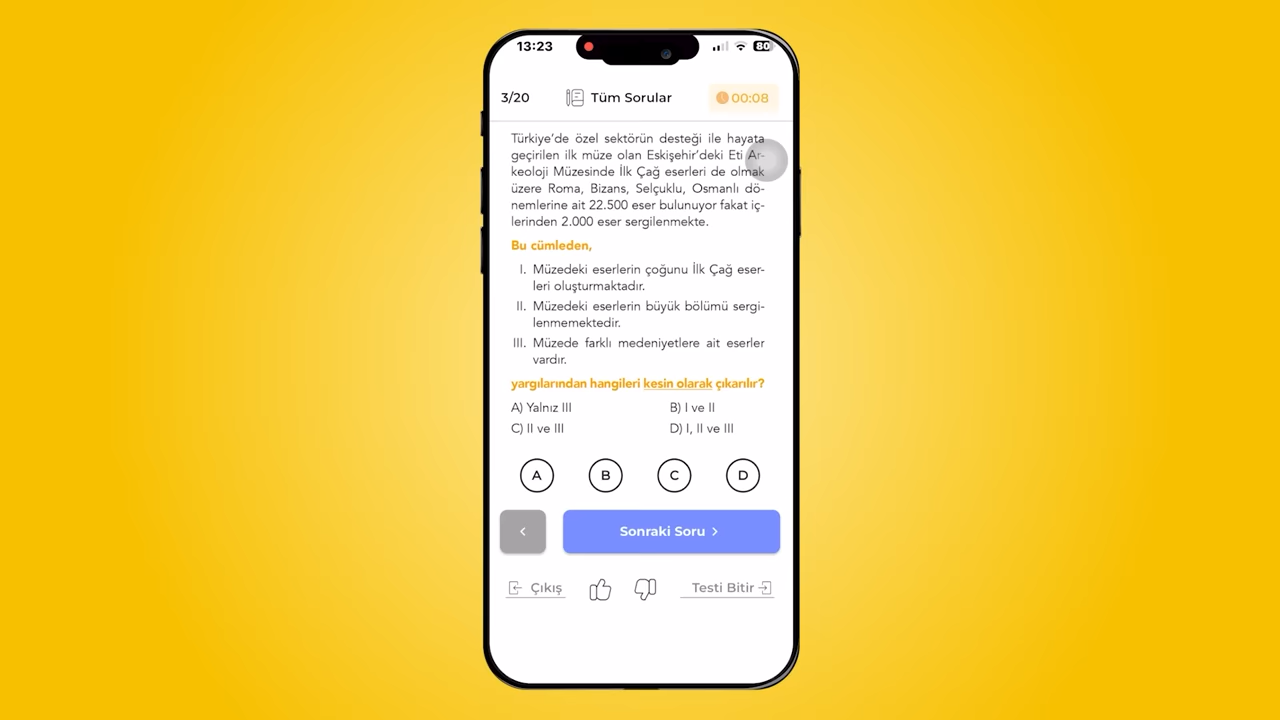 13:23
80
3/20
Tüm Sorular
00:08
Türkiye'de özel sektörün desteği ile hayata
geçirilen ilk müze olan Eskişehir'deki Eti Ar-
keoloji Müzesinde İlk Çağ eserleri de olmak
üzere Roma, Bizans, Selçuklu, Osmanlı dö-
nemlerine ait 22.500 eser bulunuyor fakat iç-
lerinden 2.000 eser sergilenmekte.
Bu cümleden,
I. Müzedeki eserlerin çoğunu İlk Çağ eser-
leri oluşturmaktadır.
II. Müzedeki eserlerin büyük bölümü sergi-
lenmemektedir.
III. Müzede farklı medeniyetlere ait eserler
vardır.
yargılarından hangileri kesin olarak çıkarılır?
A) Yalnız III
B) I ve II
C) II ve III
D) I, II ve III
A B C D
Sonraki Soru
Çıkış
Testi Bitir